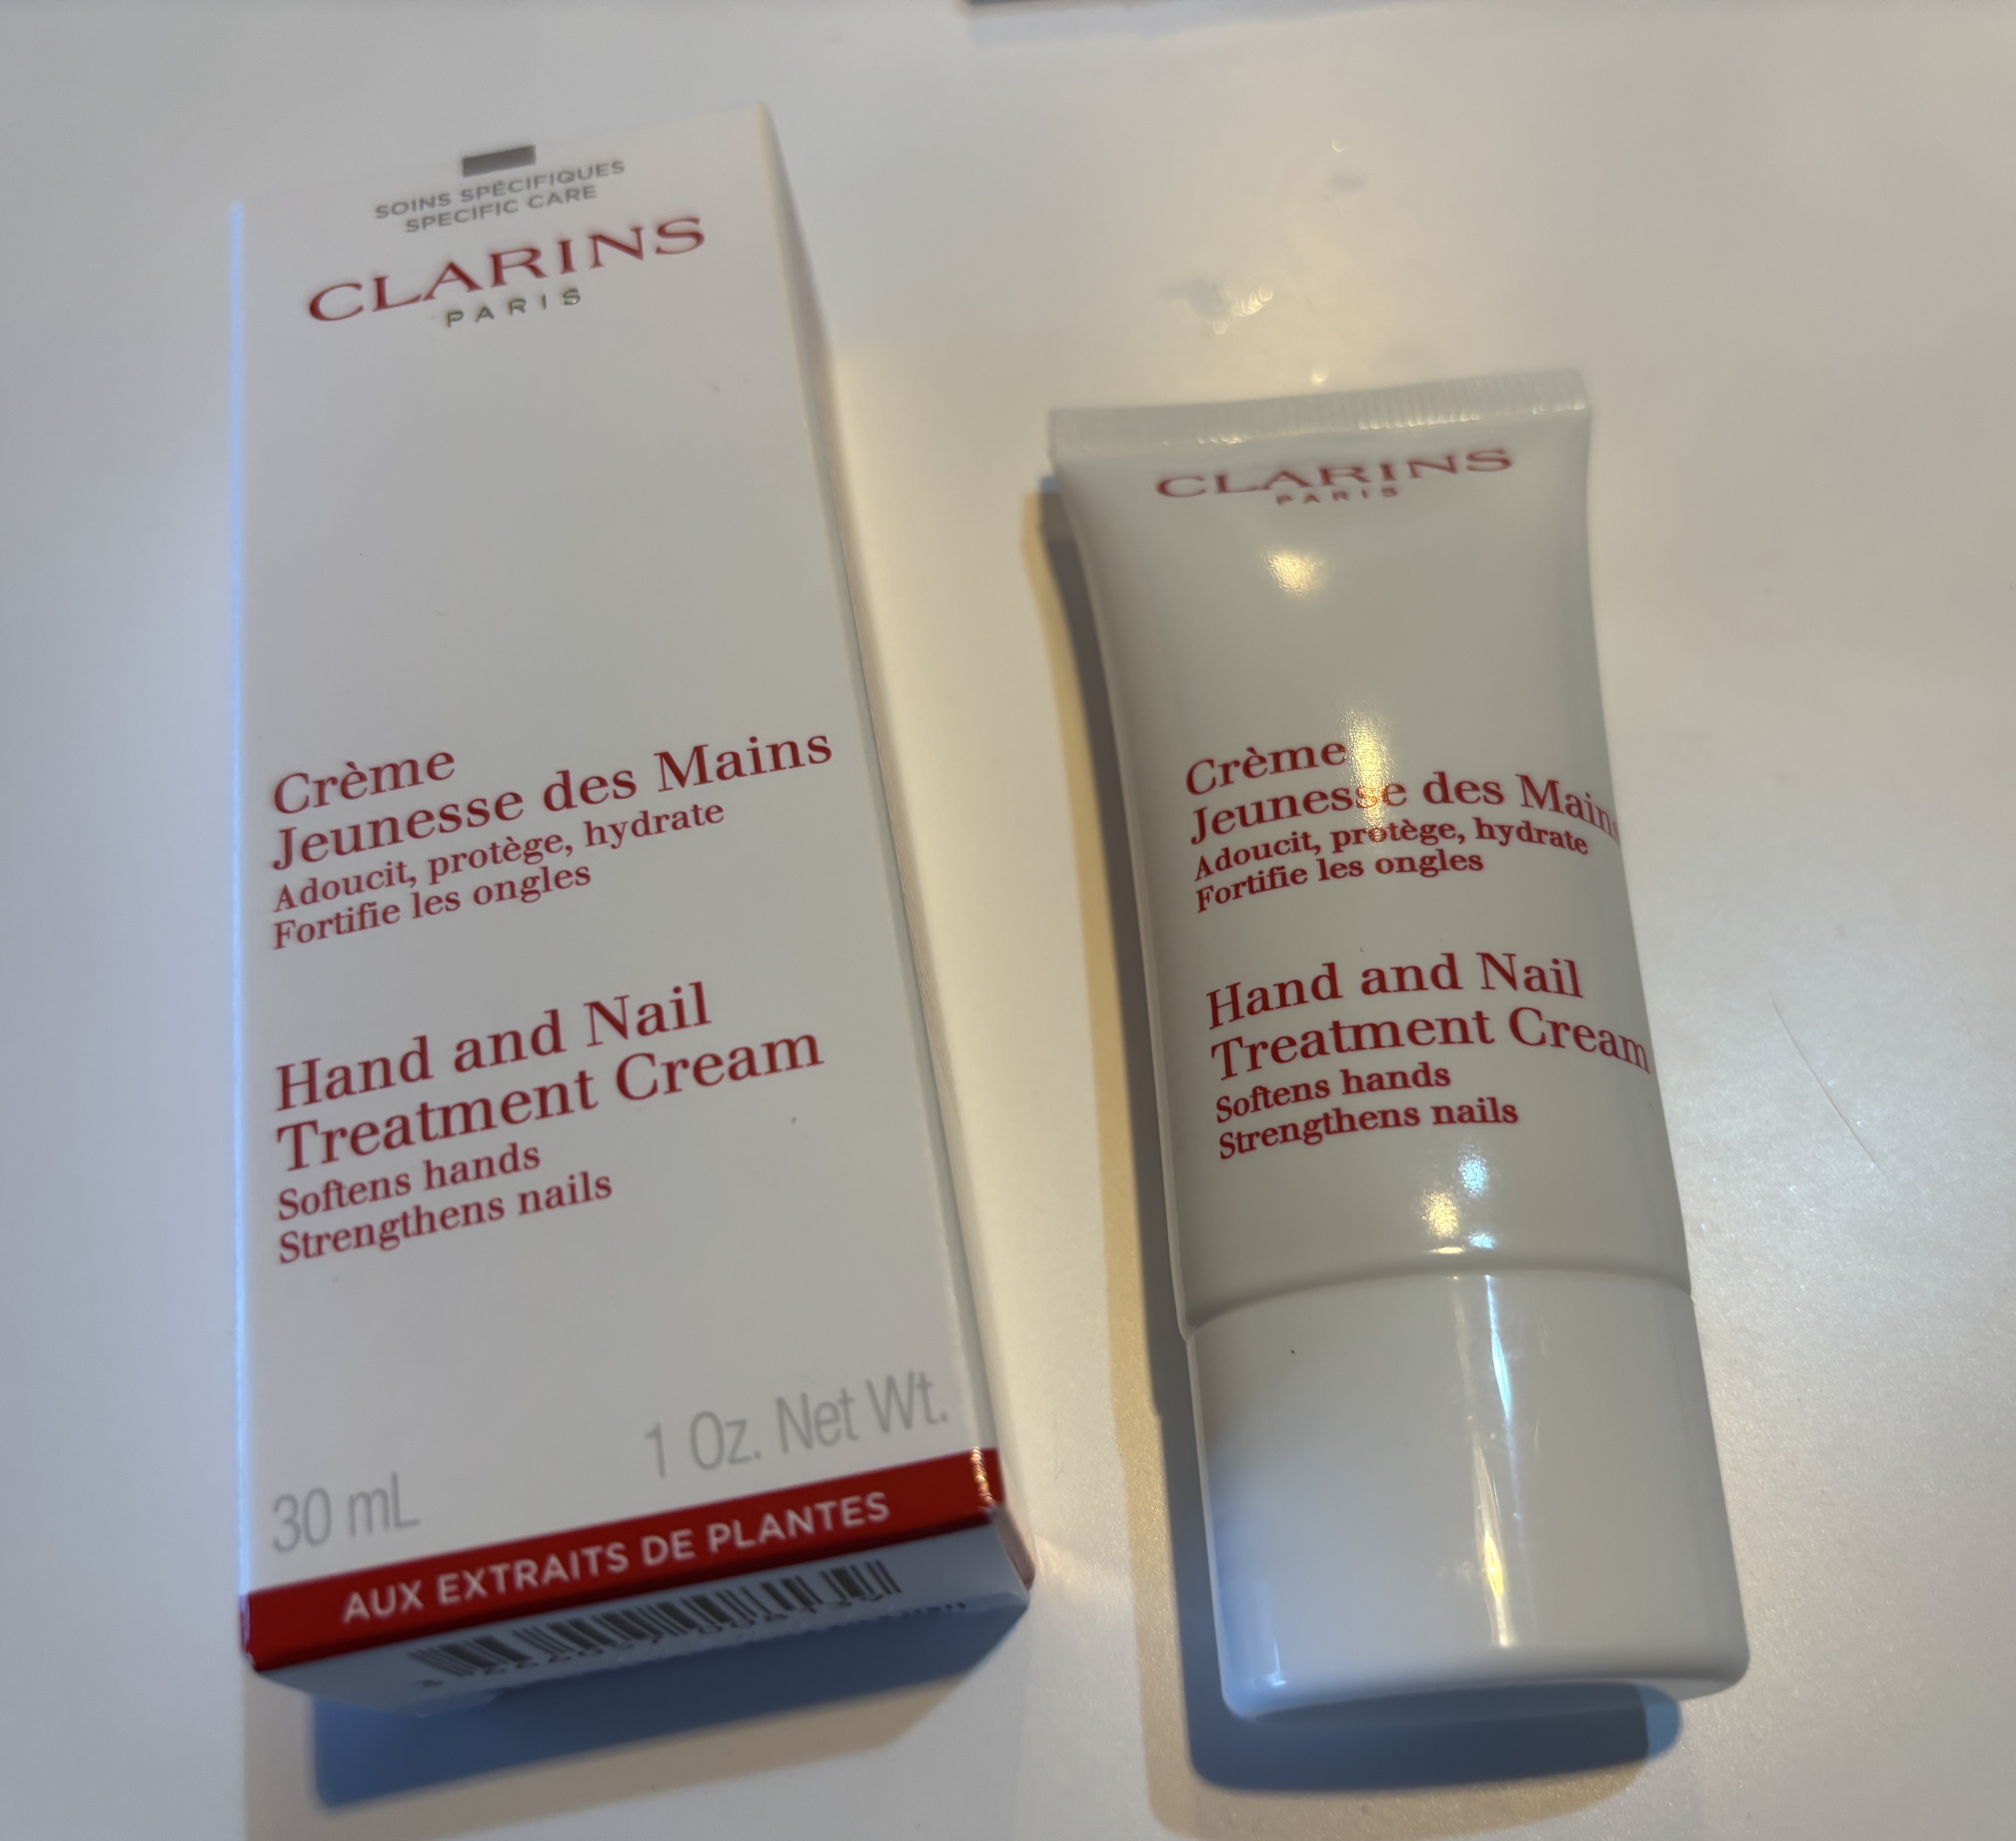 SOINS SPÉCIFIQUES
SPECIFIC CARE
CLARINS
PARIS
Crème
Jeunesse des Mains
Adoucit, protège, hydrate
Fortifie les ongles
Hand and Nail
Treatment Cream
Softens hands
Strengthens nails
30 mL 1 Oz. Net Wt.
AUX EXTRAITS DE PLANTES
CLARINS
PARIS
Crème
Jeunesse des Mains
Adoucit, protège, hydrate
Fortifie les ongles
Hand and Nail
Treatment Cream
Softens hands
Strengthens nails